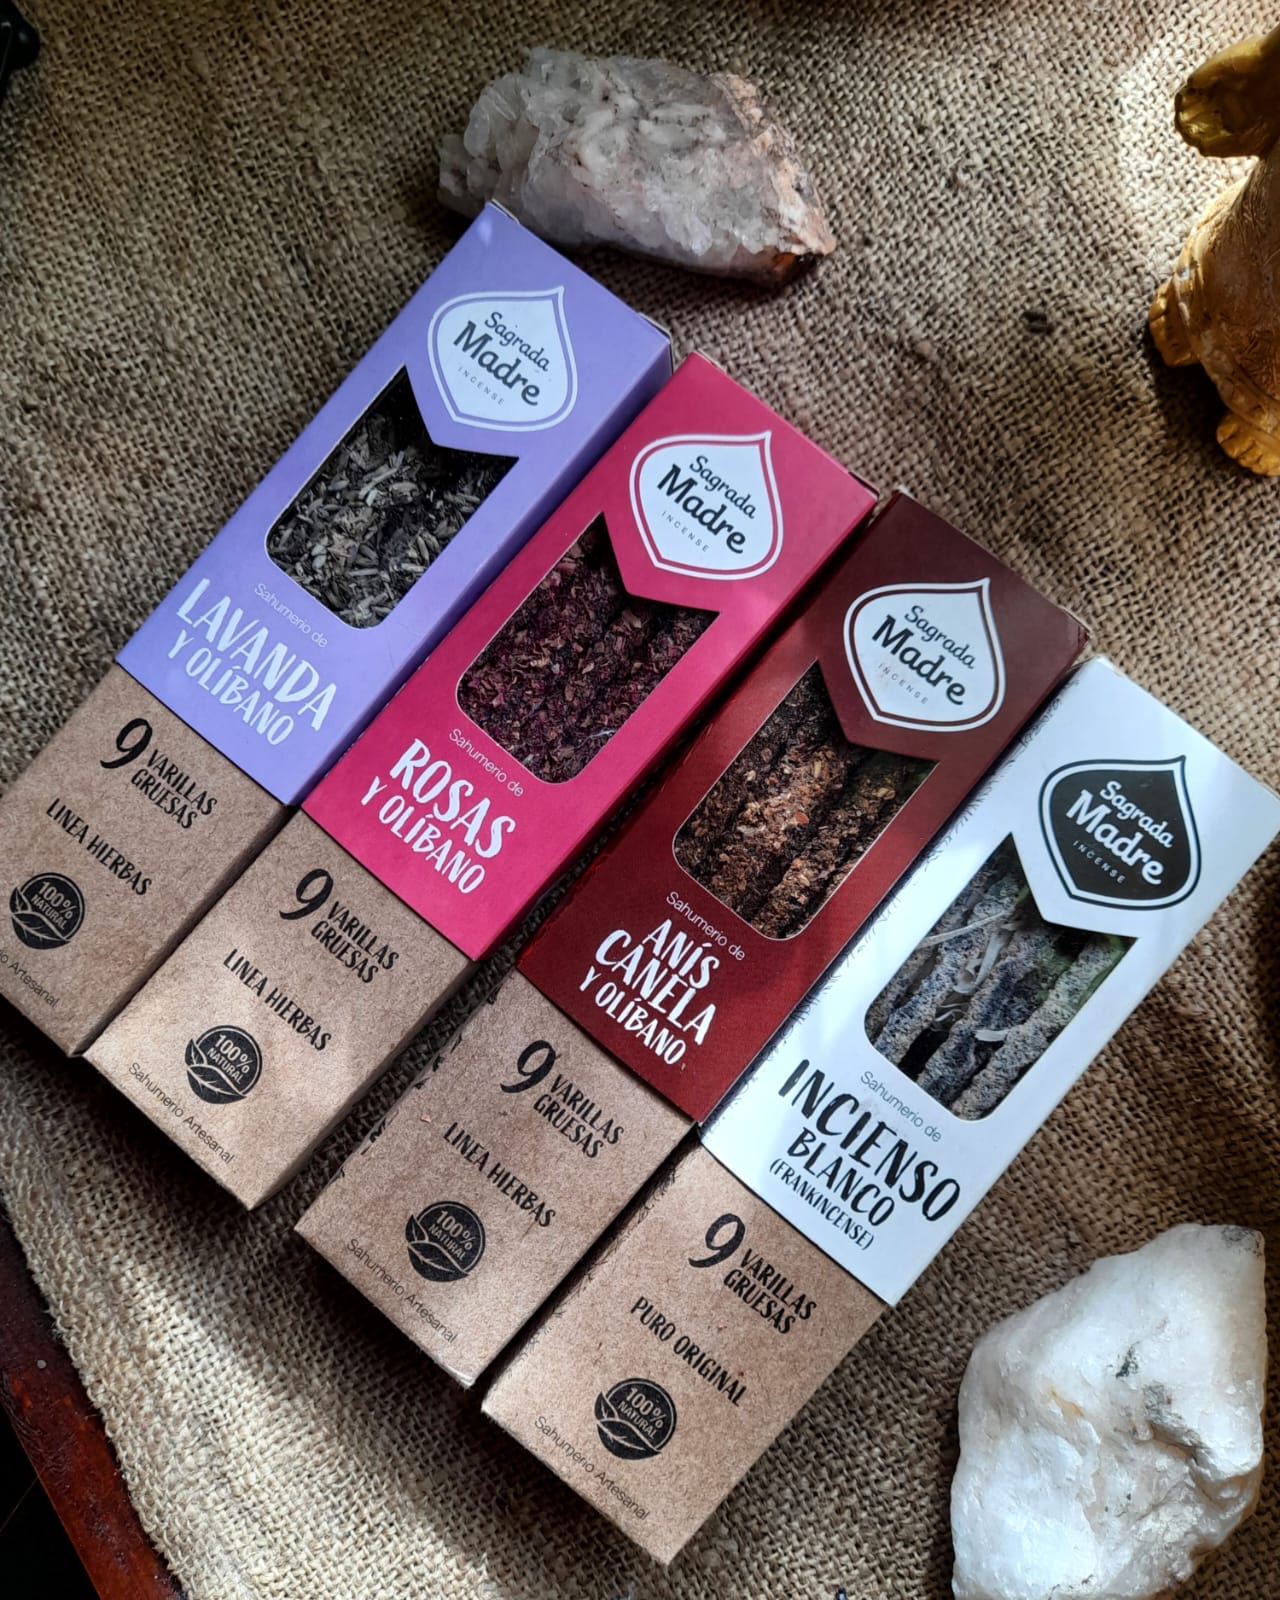 Sagrada
Madre
INCENSE
Sahumerio de
LAVANDA
Y OLÍBANO
9 VARILLAS
GRUESAS
LINEA HIERBAS
100%
NATURAL
Artesanal
Sagrada
Madre
INCENSE
Sahumerio de
ROSAS
Y OLÍBANO
9 VARILLAS
GRUESAS
LINEA HIERBAS
100%
NATURAL
Sahumerio Artesanal
Sagrada
Madre
INCENSE
Sahumerio de
ANÍS
CANELA
Y OLÍBANO
9 VARILLAS
GRUESAS
LINEA HIERBAS
100%
NATURAL
Sahumerio Artesanal
Sagrada
Madre
INCENSE
Sahumerio de
INCIENSO
BLANCO
(FRANKINCENSE)
9 VARILLAS
GRUESAS
PURO ORIGINAL
100%
NATURAL
Sahumerio Artesanal